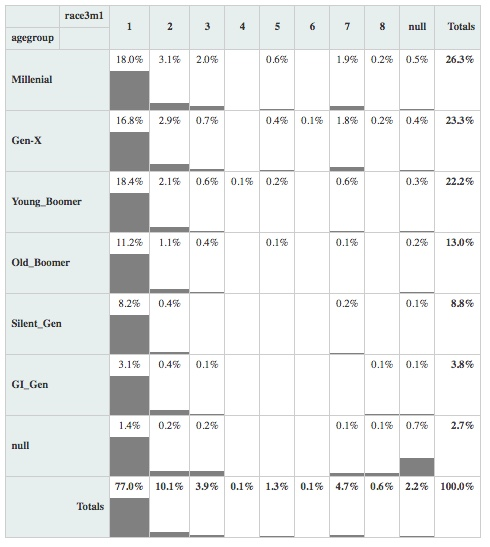 race3m1 1 2 3 4 5 6 7 8 null Totals
agegroup
Millenial 18.0% 3.1% 2.0% 0.6% 1.9% 0.2% 0.5% 26.3%
Gen-X 16.8% 2.9% 0.7% 0.4% 0.1% 1.8% 0.2% 0.4% 23.3%
Young_Boomer 18.4% 2.1% 0.6% 0.1% 0.2% 0.6% 0.3% 22.2%
Old_Boomer 11.2% 1.1% 0.4% 0.1% 0.1% 0.2% 13.0%
Silent_Gen 8.2% 0.4% 0.2% 0.1% 8.8%
GI_Gen 3.1% 0.4% 0.1% 0.1% 0.1% 3.8%
null 1.4% 0.2% 0.2% 0.1% 0.1% 0.7% 2.7%
Totals 77.0% 10.1% 3.9% 0.1% 1.3% 0.1% 4.7% 0.6% 2.2% 100.0%